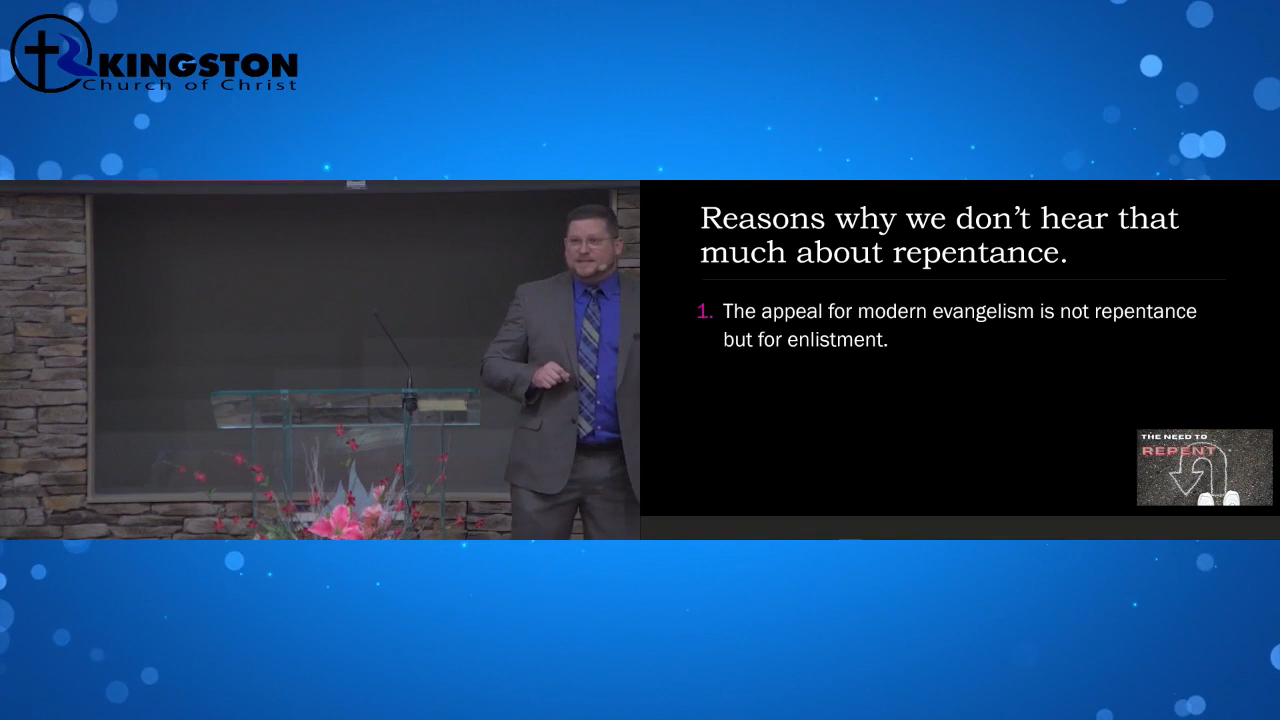 KINGSTON
Church of Christ
Reasons why we don't hear that
much about repentance.
1. The appeal for modern evangelism is not repentance
but for enlistment.
THE NEED TO
REPENT